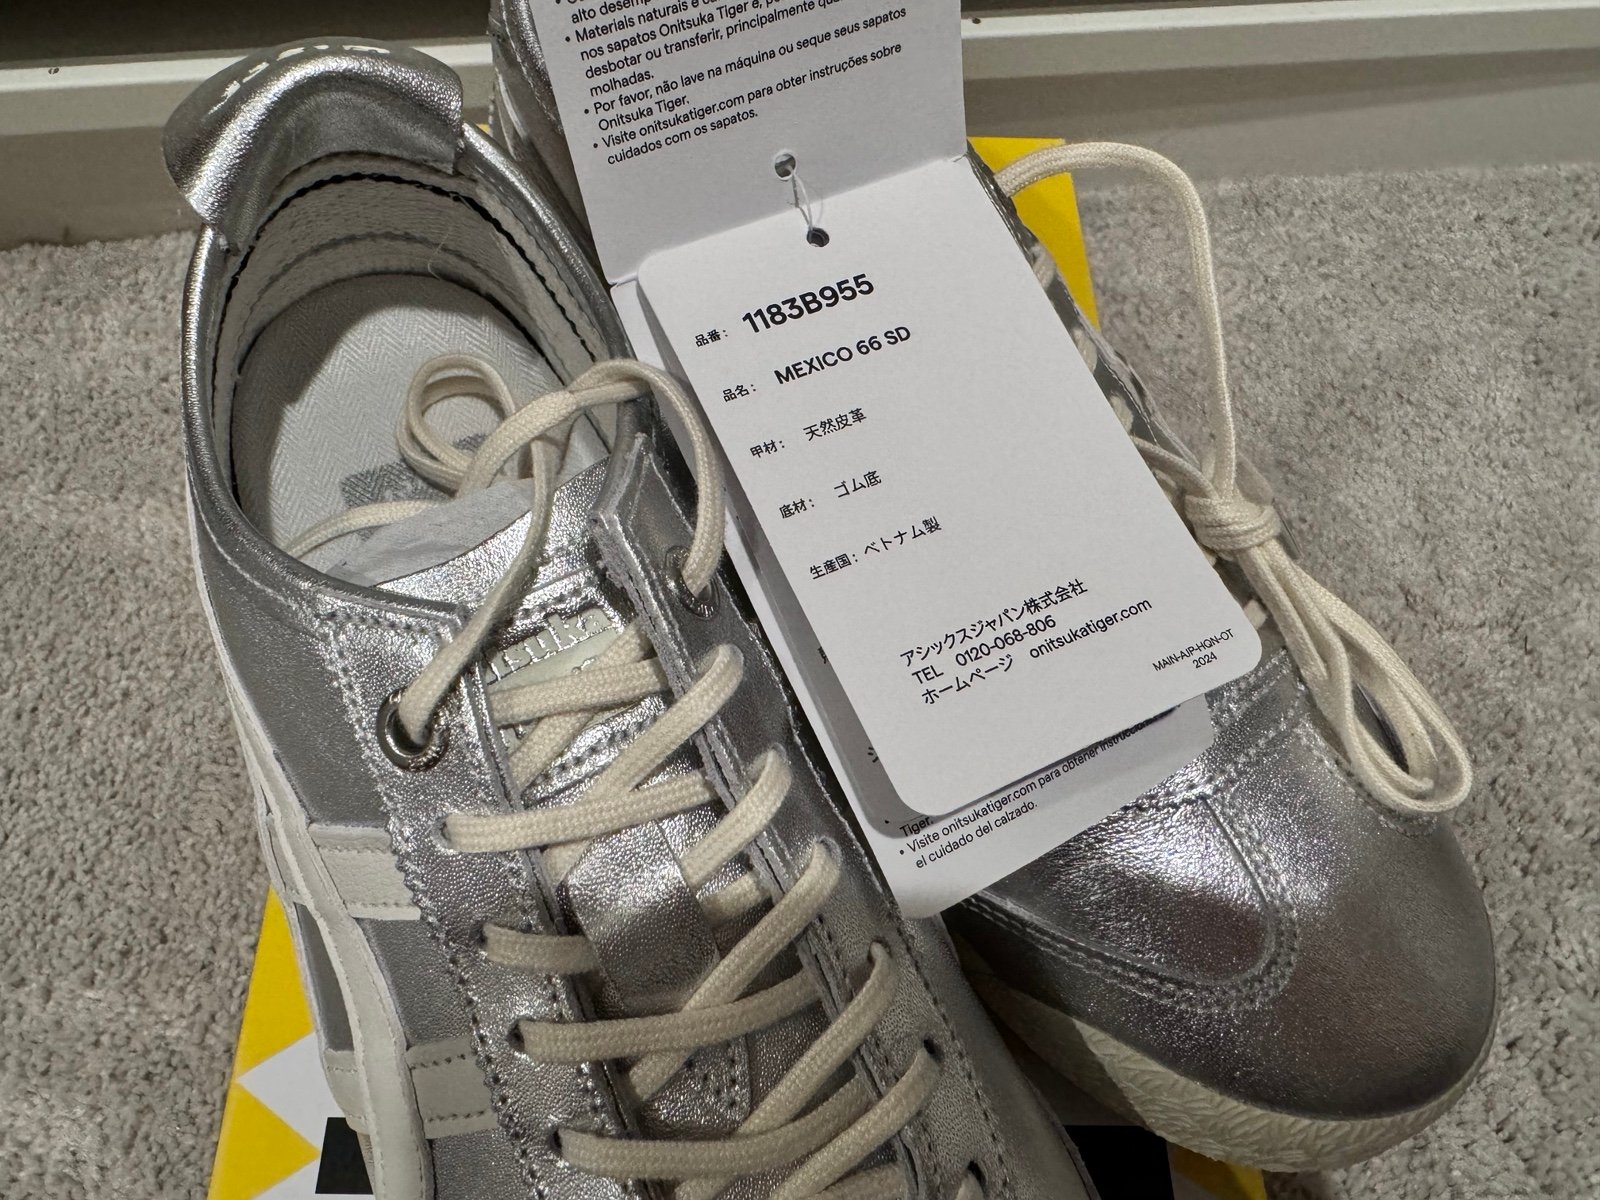 alto desemp
• Materiais naturais e
nos sapatos Onitsuka Tiger e, p
desbotar ou transferir, principalmente qua
molhadas.
• Por favor, não lave na máquina ou seque seus sapatos
Onitsuka Tiger.
• Visite onitsukatiger.com para obter instruções sobre
cuidados com os sapatos.
品番: 1183B955
品名: MEXICO 66 SD
甲材: 天然皮革
底材: ゴム底
生産国: ベトナム製
アシックスジャパン株式会社
TEL 0120-068-806
ホームページ onitsukatiger.com
MAIN-AJP-HQN-OT
2024
Tiger.
• Visite onitsukatiger.com para obtener instruccio
el cuidado del calzado.
itsuka